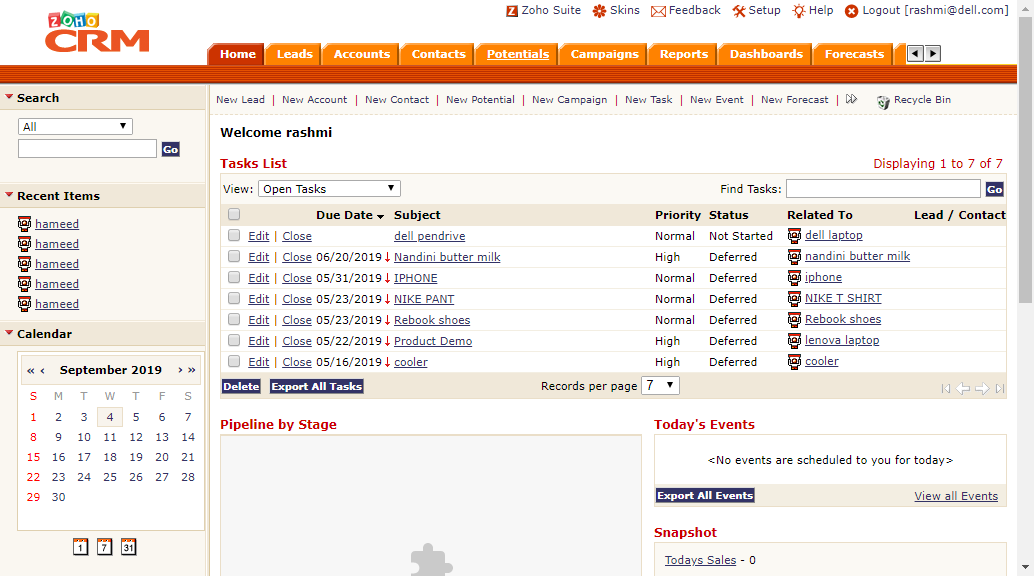 Zoho Suite Skins Feedback Setup Help Logout [rashmi@dell.com]
ZOHO
CRM
Home Leads Accounts Contacts Potentials Campaigns Reports Dashboards Forecasts
Search
All
Go
Recent Items
hameed
hameed
hameed
hameed
hameed
Calendar
« ‹ September 2019 › »
S M T W T F S
1 2 3 4 5 6 7
8 9 10 11 12 13 14
15 16 17 18 19 20 21
22 23 24 25 26 27 28
29 30
1 7 31
New Lead | New Account | New Contact | New Potential | New Campaign | New Task | New Event | New Forecast | Recycle Bin
Welcome rashmi
Tasks List Displaying 1 to 7 of 7
View: Open Tasks Find Tasks: Go
Due Date Subject Priority Status Related To Lead / Contact
Edit | Close dell pendrive Normal Not Started dell laptop
Edit | Close 06/20/2019 Nandini butter milk High Deferred nandini butter milk
Edit | Close 05/31/2019 IPHONE Normal Deferred iphone
Edit | Close 05/23/2019 NIKE PANT Normal Deferred NIKE T SHIRT
Edit | Close 05/23/2019 Rebook shoes Normal Deferred Rebook shoes
Edit | Close 05/22/2019 Product Demo High Deferred lenova laptop
Edit | Close 05/16/2019 cooler High Deferred cooler
Delete Export All Tasks Records per page 7
Pipeline by Stage
Today's Events
<No events are scheduled to you for today>
Export All Events View all Events
Snapshot
Todays Sales - 0